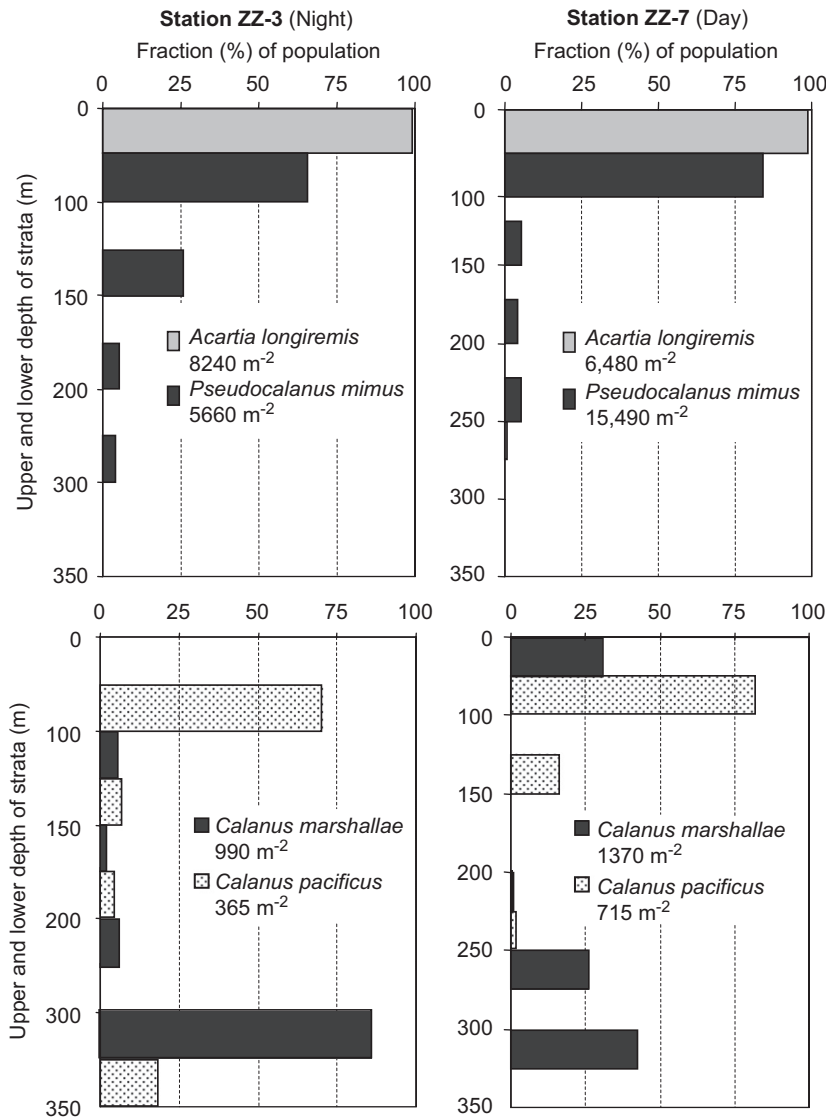 Station ZZ-3 (Night)
Fraction (%) of population
0 25 50 75 100
Upper and lower depth of strata (m)
0
100
150
200
300
350
Acartia longiremis
8240 m-2
Pseudocalanus mimus
5660 m-2
Station ZZ-7 (Day)
Fraction (%) of population
0 25 50 75 100
0
100
150
200
250
300
350
Acartia longiremis
6,480 m-2
Pseudocalanus mimus
15,490 m-2
0 25 50 75 100
Upper and lower depth of strata (m)
0
100
150
200
300
350
Calanus marshallae
990 m-2
Calanus pacificus
365 m-2
0 25 50 75 100
0
100
150
200
250
300
350
Calanus marshallae
1370 m-2
Calanus pacificus
715 m-2